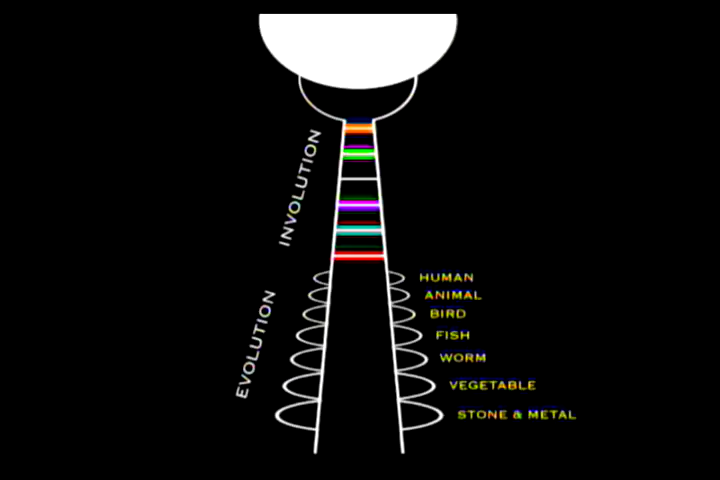 INVOLUTION
EVOLUTION
HUMAN
ANIMAL
BIRD
FISH
WORM
VEGETABLE
STONE & METAL